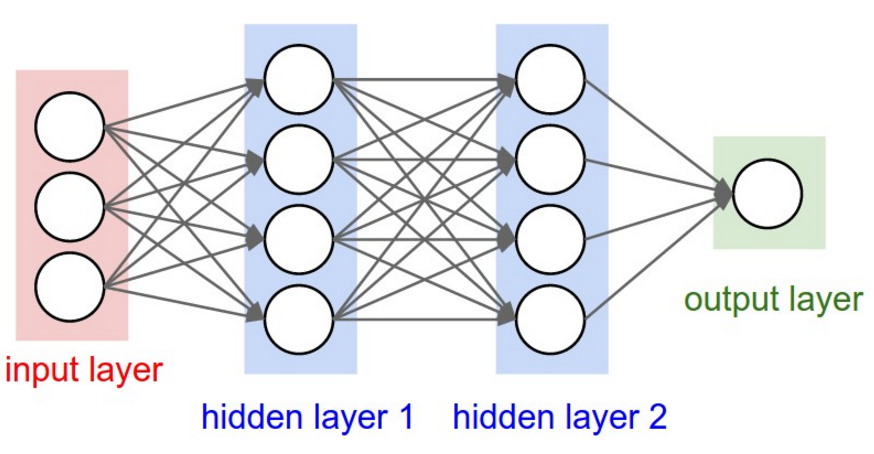 input layer
hidden layer 1
hidden layer 2
output layer